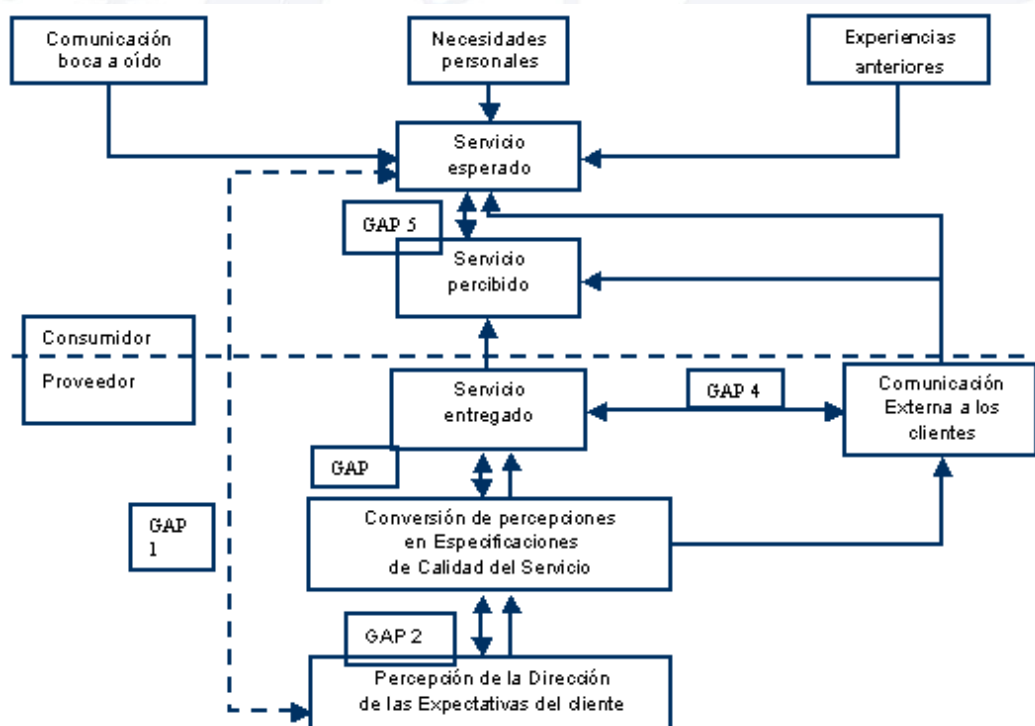 Comunicación
boca a oído
Necesidades
personales
Experiencias
anteriores
Servicio
esperado
GAP 5
Servicio
percibido
Consumidor
Proveedor
Servicio
entregado
GAP 4
Comunicación
Externa a los
clientes
GAP
GAP
1
Conversión de percepciones
en Especificaciones
de Calidad del Servicio
GAP 2
Percepción de la Dirección
de las Expectativas del cliente